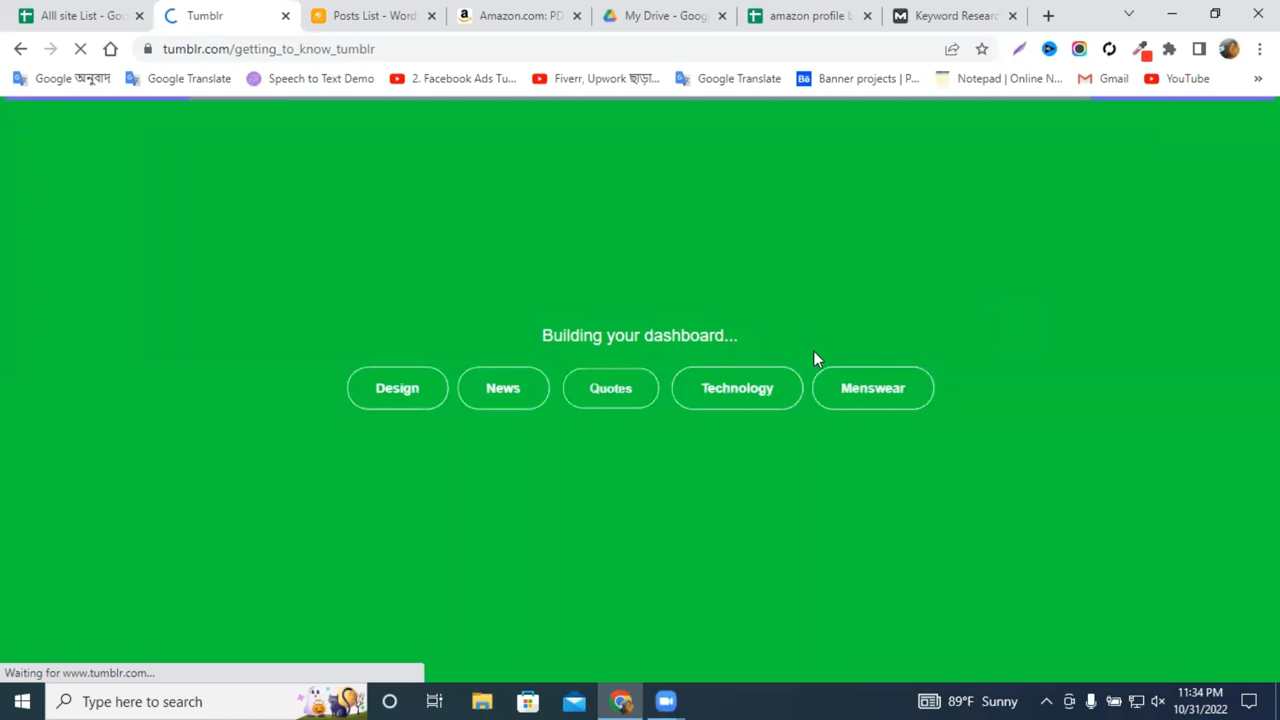 Alll site List - Goo
Tumblr
Posts List - Word
Amazon.com: PD
My Drive - Goog
amazon profile b
Keyword Researc
tumblr.com/getting_to_know_tumblr
Google অনুবাদ
Google Translate
Speech to Text Demo
2. Facebook Ads Tu...
Fiverr, Upwork ছাড়া...
Google Translate
Banner projects | P...
Notepad | Online N...
Gmail
YouTube
Building your dashboard...
Design
News
Quotes
Technology
Menswear
Waiting for www.tumblr.com...
Type here to search
89°F Sunny
11:34 PM
10/31/2022